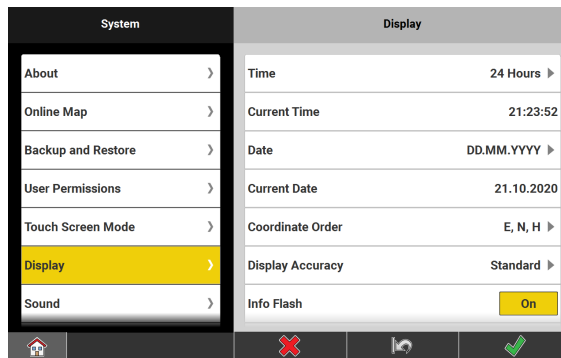 System
Display
About
Online Map
Backup and Restore
User Permissions
Touch Screen Mode
Display
Sound
Time 24 Hours
Current Time 21:23:52
Date DD.MM.YYYY
Current Date 21.10.2020
Coordinate Order E, N, H
Display Accuracy Standard
Info Flash On